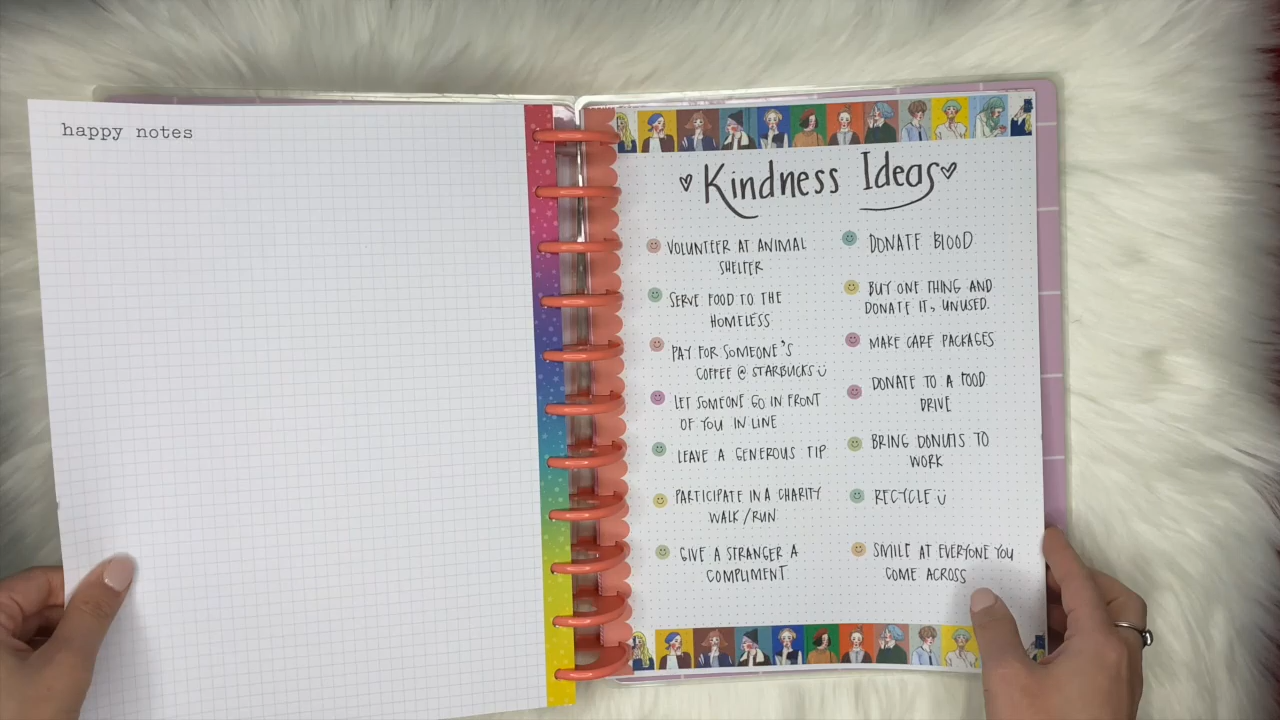 happy notes
Kindness Ideas
VOLUNTEER AT ANIMAL
SHELTER
SERVE FOOD TO THE
HOMELESS
PAY FOR SOMEONE'S
COFFEE @ STARBUCKS
LET SOMEONE GO IN FRONT
OF YOU IN LINE
LEAVE A GENEROUS TIP
PARTICIPATE IN A CHARITY
WALK/RUN
GIVE A STRANGER A
COMPLIMENT
DONATE BLOOD
BUY ONE THING AND
DONATE IT, UNUSED.
MAKE CARE PACKAGES
DONATE TO A FOOD
DRIVE
BRING DONUTS TO
WORK
RECYCLE
SMILE AT EVERYONE YOU
COME ACROSS